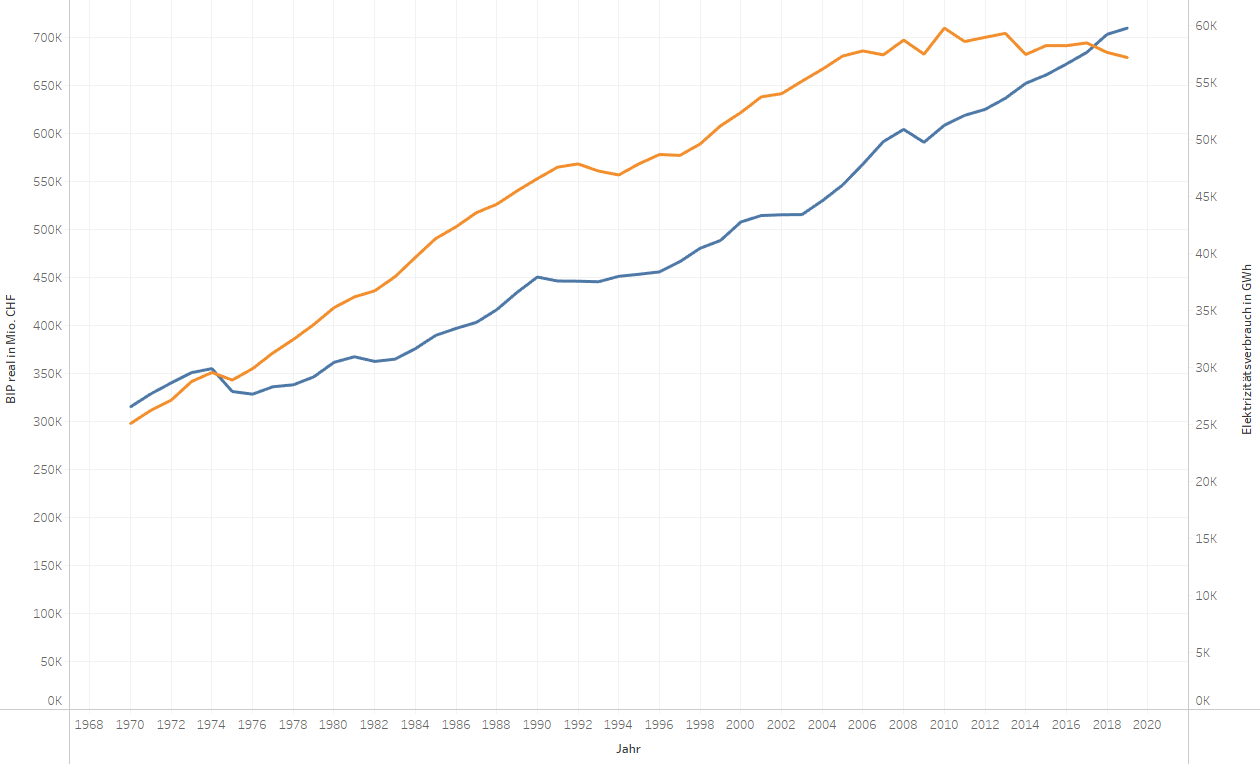 700K
650K
600K
550K
500K
450K
400K
350K
300K
250K
200K
150K
100K
50K
0K
BIP real in Mio. CHF
60K
55K
50K
45K
40K
35K
30K
25K
20K
15K
10K
5K
0K
Elektrizitätsverbrauch in GWh
1968 1970 1972 1974 1976 1978 1980 1982 1984 1986 1988 1990 1992 1994 1996 1998 2000 2002 2004 2006 2008 2010 2012 2014 2016 2018 2020
Jahr